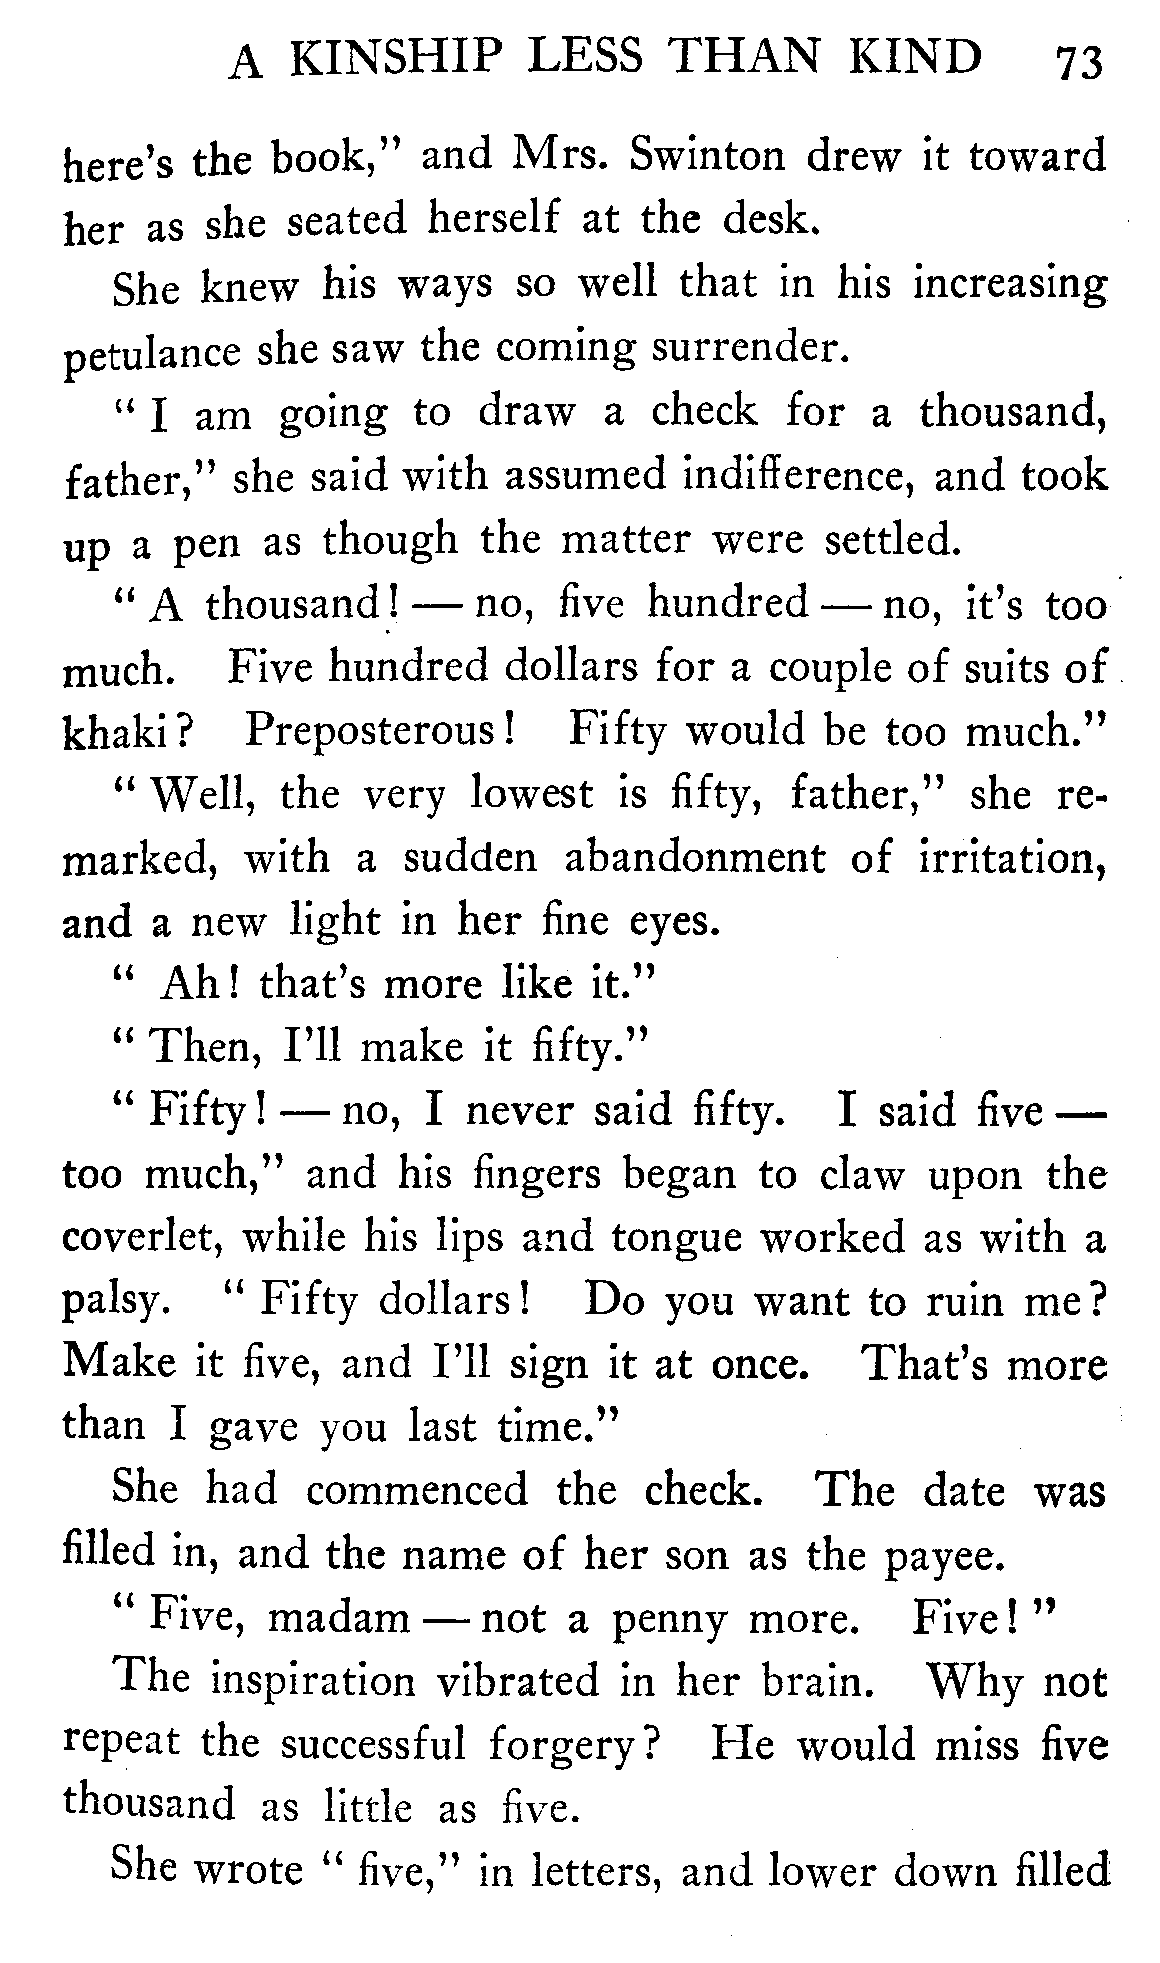 A KINSHIP LESS THAN KIND 73
here's the book," and Mrs. Swinton drew it toward
her as she seated herself at the desk.
She knew his ways so well that in his increasing
petulance she saw the coming surrender.
"I am going to draw a check for a thousand,
father," she said with assumed indifference, and took
up a pen as though the matter were settled.
"A thousand! — no, five hundred — no, it's too
much. Five hundred dollars for a couple of suits of
khaki? Preposterous! Fifty would be too much."
"Well, the very lowest is fifty, father," she re-
marked, with a sudden abandonment of irritation,
and a new light in her fine eyes.
"Ah! that's more like it."
"Then, I'll make it fifty."
"Fifty! — no, I never said fifty. I said five —
too much," and his fingers began to claw upon the
coverlet, while his lips and tongue worked as with a
palsy. "Fifty dollars! Do you want to ruin me?
Make it five, and I'll sign it at once. That's more
than I gave you last time."
She had commenced the check. The date was
filled in, and the name of her son as the payee.
"Five, madam — not a penny more. Five!"
The inspiration vibrated in her brain. Why not
repeat the successful forgery? He would miss five
thousand as little as five.
She wrote "five," in letters, and lower down filled